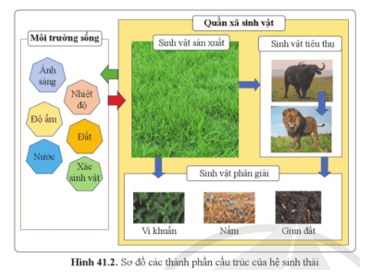 Quần xã sinh vật
Môi trường sống
Sinh vật sản xuất
Sinh vật tiêu thụ
Ánh
sáng
Nhiệt
độ
Độ ẩm
Đất
Nước
Xác
sinh vật
Sinh vật phân giải
Vi khuẩn
Nấm
Giun đất
Hình 41.2. Sơ đồ các thành phần cấu trúc của hệ sinh thái